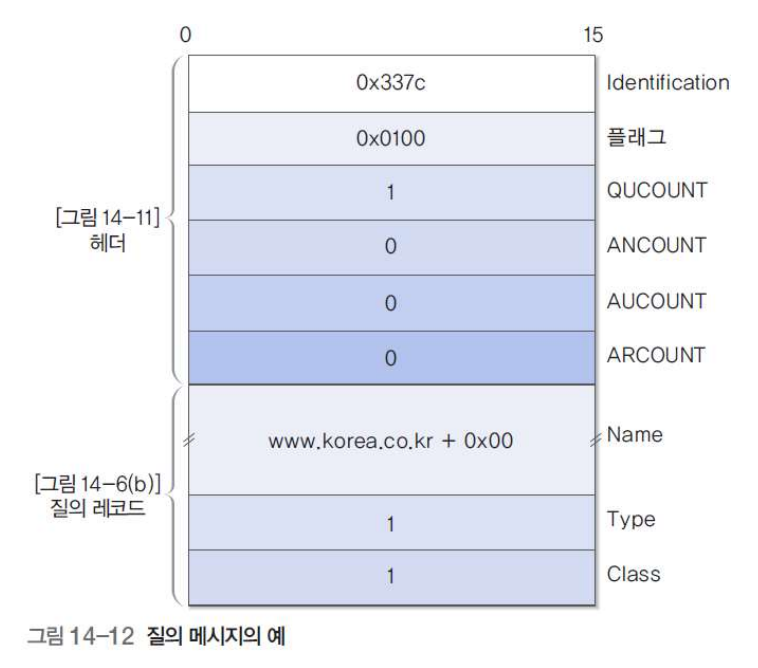 0 15
0x337c Identification
0x0100 플래그
1 QUCOUNT
[그림 14-11]
헤더
0 ANCOUNT
0 AUCOUNT
0 ARCOUNT
www.korea.co.kr + 0x00 Name
[그림 14-6(b)]
질의 레코드
1 Type
1 Class
그림 14-12 질의 메시지의 예